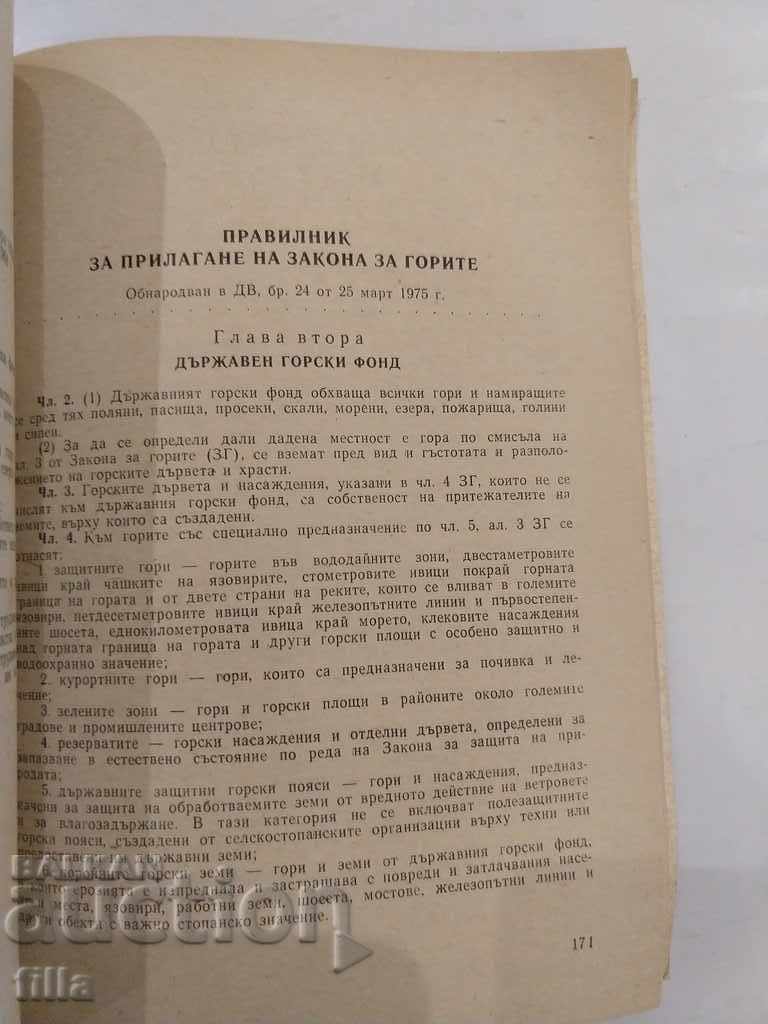 ПРАВИЛНИК
ЗА ПРИЛАГАНЕ НА ЗАКОНА ЗА ГОРИТЕ
Обнародван в ДВ, бр. 24 от 25 март 1975 г.
Глава втора
ДЪРЖАВЕН ГОРСКИ ФОНД
Чл. 2. (1) Държавният горски фонд обхваща всички гори и намиращите
се сред тях поляни, пасища, просеки, скали, морени, езера, пожарища, голини
и сипеи.
(2) За да се определи дали дадена местност е гора по смисъла на
ал. 3 от Закона за горите (ЗГ), се вземат пред вид и гъстотата и разполо-
жението на горските дървета и храсти.
Чл. 3. Горските дървета и насаждения, указани в чл. 4 ЗГ, които не се
числят към държавния горски фонд, са собственост на притежателите на
земите, върху които са създадени.
Чл. 4. Към горите със специално предназначение по чл. 5, ал. 3 ЗГ се
отнасят:
1 защитните гори — горите във вододайните зони, двестаметровите
ивици край чашките на язовирите, стометровите ивици покрай горната
граница на гората и от двете страни на реките, които се вливат в големите
язовири, петдесетметровите ивици край железопътните линии и първостепен-
ните шосета, еднокилометровата ивица край морето, клековите насаждения
над горната граница на гората и други горски площи с особено защитно и
водоохранно значение;
2. курортните гори — гори, които са предназначени за почивка и ле-
чение;
3. зелените зони — гори и горски площи в районите около големите
градове и промишлените центрове;
4. резерватите — горски насаждения и отделни дървета, определени за
запазване в естествено състояние по реда на Закона за защита на при-
родата;
5. държавните защитни горски пояси — гори и насаждения, предназ-
начени за защита на обработваемите земи от вредното действие на ветровете
и за влагозадържане. В тази категория не се включват полезащитните
горски пояси, създадени от селскостопанските организации върху техни или
предоставени им държавни земи;
6. ерозираните горски земи — гори и земи от държавния горски фонд,
където ерозията е напреднала и застрашава с повреди и затлачвания насе-
лени места, язовири, работни земи, шосета, мостове, железопътни линии и
други обекти с важно стопанско значение.
171
auction
filla